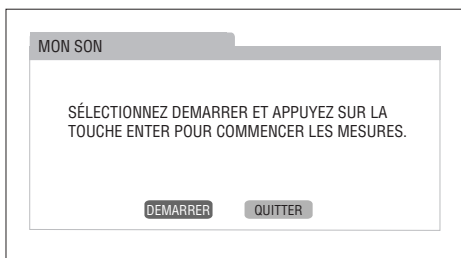 MON SON
SÉLECTIONNEZ DEMARRER ET APPUYEZ SUR LA
TOUCHE ENTER POUR COMMENCER LES MESURES.
DEMARRER QUITTER